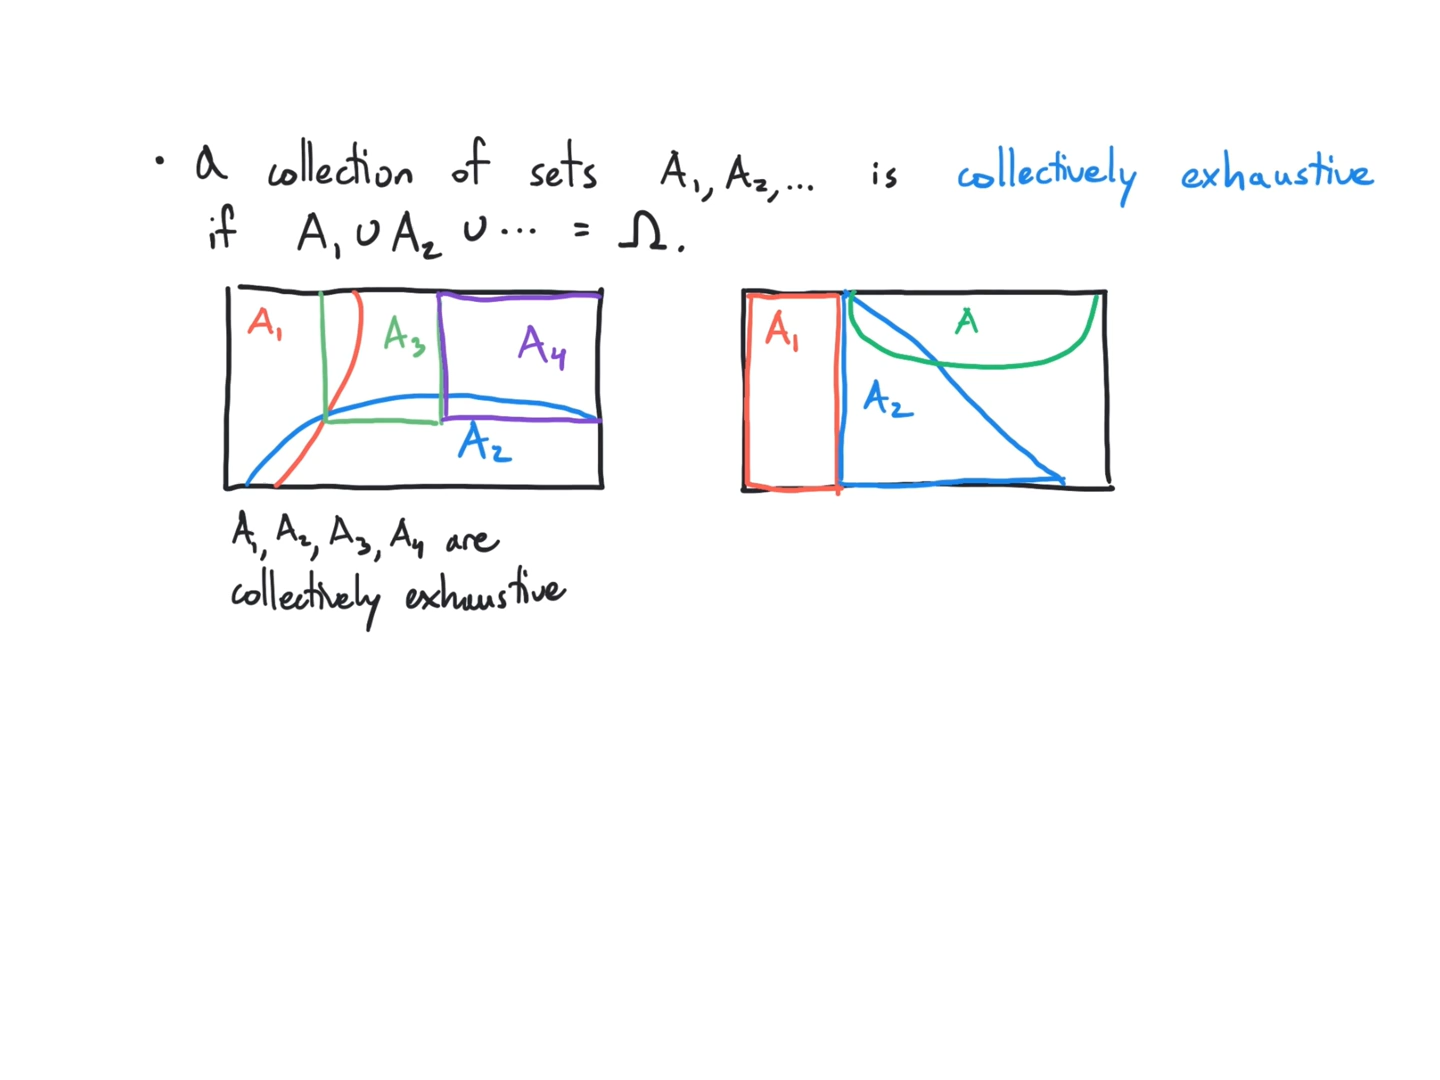 • a collection of sets A₁, A₂, ... is collectively exhaustive
if A₁ ∪ A₂ ∪ ... = Ω.
A₁ A₃ A₄
A₂
A₁ A
A₂
A₁, A₂, A₃, A₄ are
collectively exhaustive